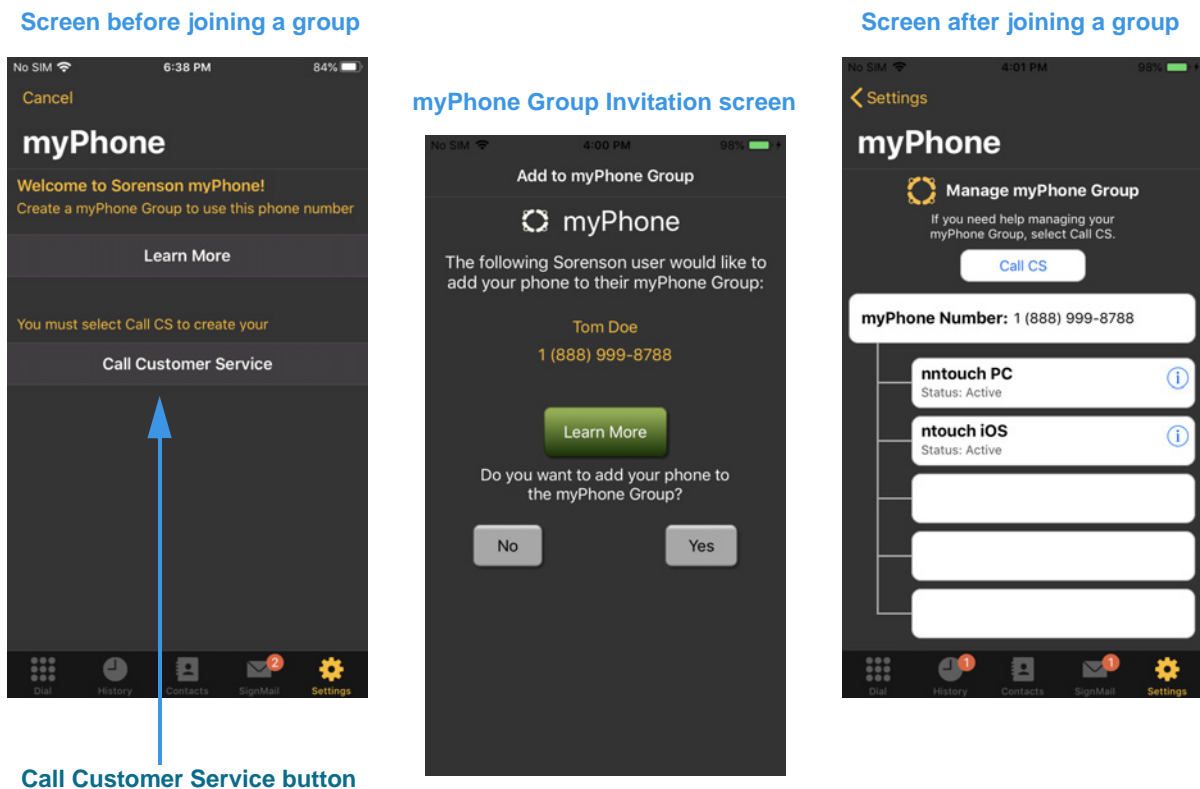 Screen before joining a group
No SIM 6:38 PM 84%
Cancel
myPhone
Welcome to Sorenson myPhone!
Create a myPhone Group to use this phone number
Learn More
You must select Call CS to create your
Call Customer Service
2
Dial History Contacts SignMail Settings
Call Customer Service button
myPhone Group Invitation screen
No SIM 4:00 PM 98%
Add to myPhone Group
myPhone
The following Sorenson user would like to
add your phone to their myPhone Group:
Tom Doe
1 (888) 999-8788
Learn More
Do you want to add your phone to
the myPhone Group?
No Yes
Screen after joining a group
No SIM 4:01 PM 98%
Settings
myPhone
Manage myPhone Group
If you need help managing your
myPhone Group, select Call CS.
Call CS
myPhone Number: 1 (888) 999-8788
nntouch PC
Status: Active
ntouch iOS
Status: Active
1 1
Dial History Contacts SignMail Settings